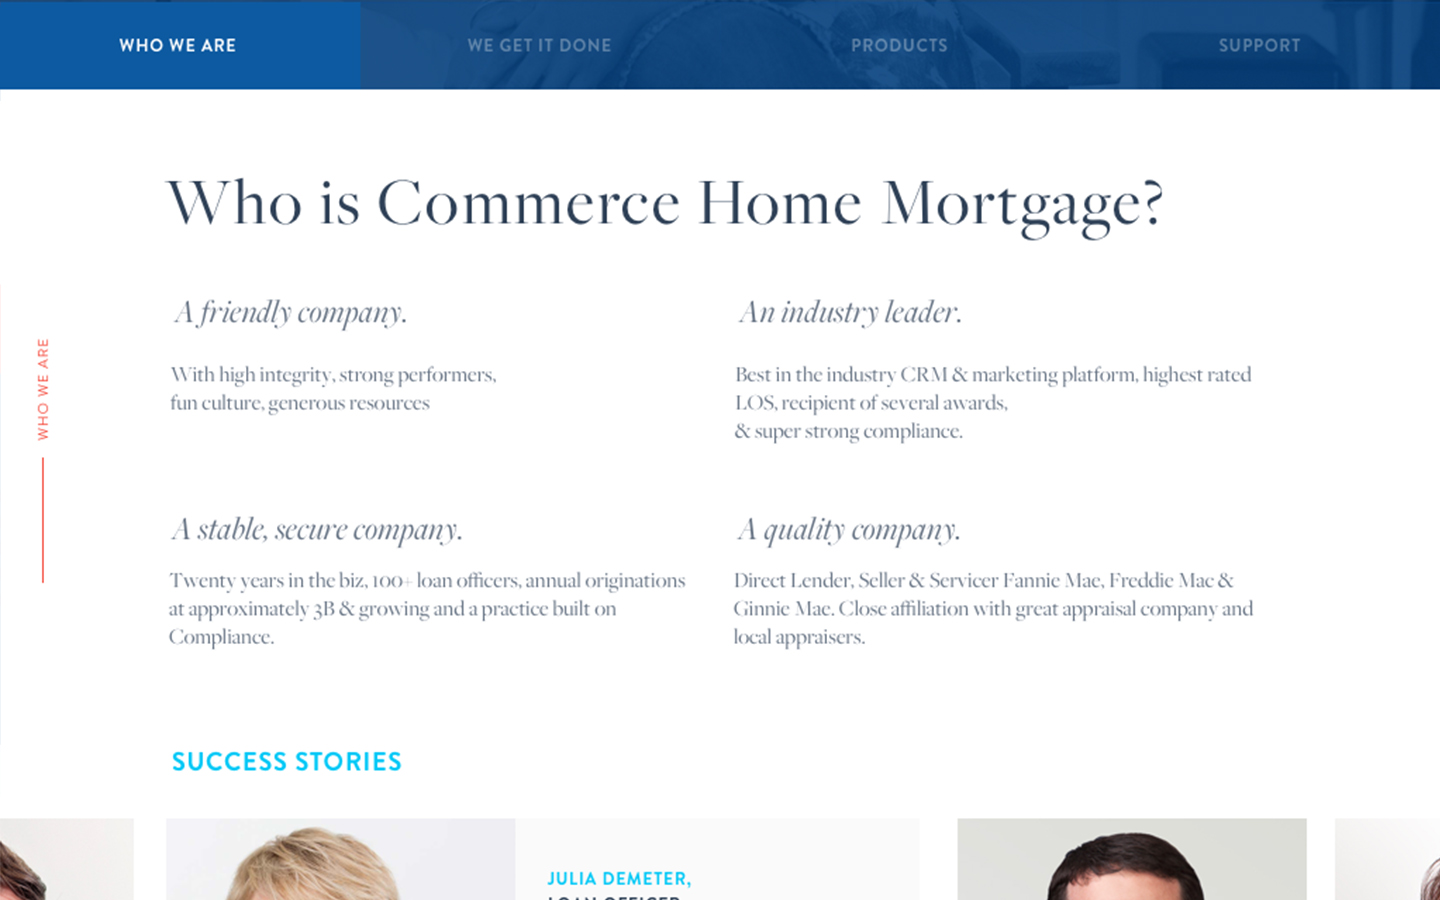 WHO WE ARE
WE GET IT DONE
PRODUCTS
SUPPORT
Who is Commerce Home Mortgage?
WHO WE ARE
A friendly company.
With high integrity, strong performers,
fun culture, generous resources
An industry leader.
Best in the industry CRM & marketing platform, highest rated
LOS, recipient of several awards,
& super strong compliance.
A stable, secure company.
Twenty years in the biz, 100+ loan officers, annual originations
at approximately 3B & growing and a practice built on
Compliance.
A quality company.
Direct Lender, Seller & Servicer Fannie Mae, Freddie Mac &
Ginnie Mae. Close affiliation with great appraisal company and
local appraisers.
SUCCESS STORIES
JULIA DEMETER,
LOAN OFFICER